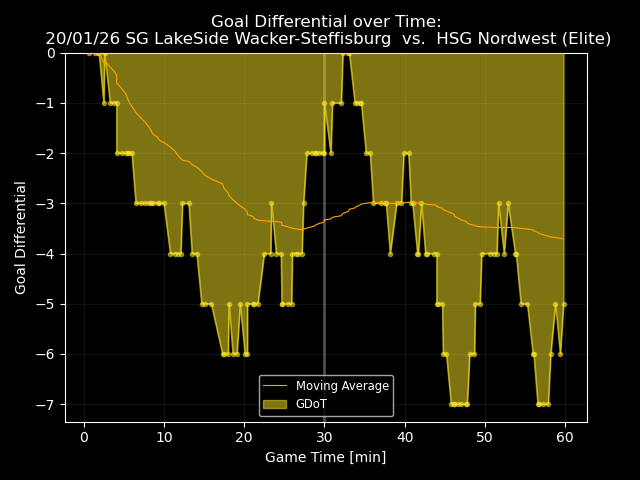 Goal Differential over Time:
20/01/26 SG LakeSide Wacker-Steffisburg  vs.  HSG Nordwest (Elite)
Goal Differential
0
−1
−2
−3
−4
−5
−6
−7
Moving Average
GDoT
0 10 20 30 40 50 60
Game Time [min]